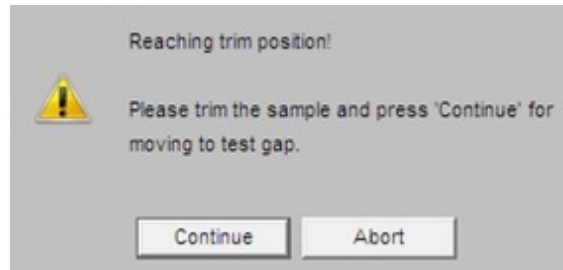 Reaching trim position!
Please trim the sample and press 'Continue' for
moving to test gap.
Continue
Abort